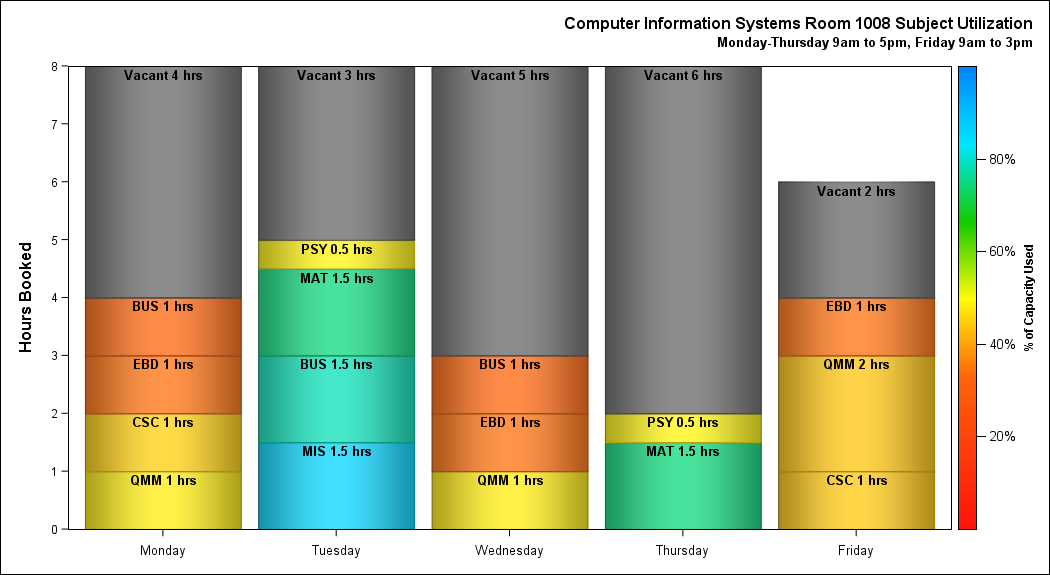 Computer Information Systems Room 1008 Subject Utilization
Monday-Thursday 9am to 5pm, Friday 9am to 3pm
Hours Booked
8
7
6
5
4
3
2
1
0
Vacant 4 hrs
BUS 1 hrs
EBD 1 hrs
CSC 1 hrs
QMM 1 hrs
Vacant 3 hrs
PSY 0.5 hrs
MAT 1.5 hrs
BUS 1.5 hrs
MIS 1.5 hrs
Vacant 5 hrs
BUS 1 hrs
EBD 1 hrs
QMM 1 hrs
Vacant 6 hrs
PSY 0.5 hrs
MAT 1.5 hrs
Vacant 2 hrs
EBD 1 hrs
QMM 2 hrs
CSC 1 hrs
Monday
Tuesday
Wednesday
Thursday
Friday
80%
60%
40%
20%
% of Capacity Used